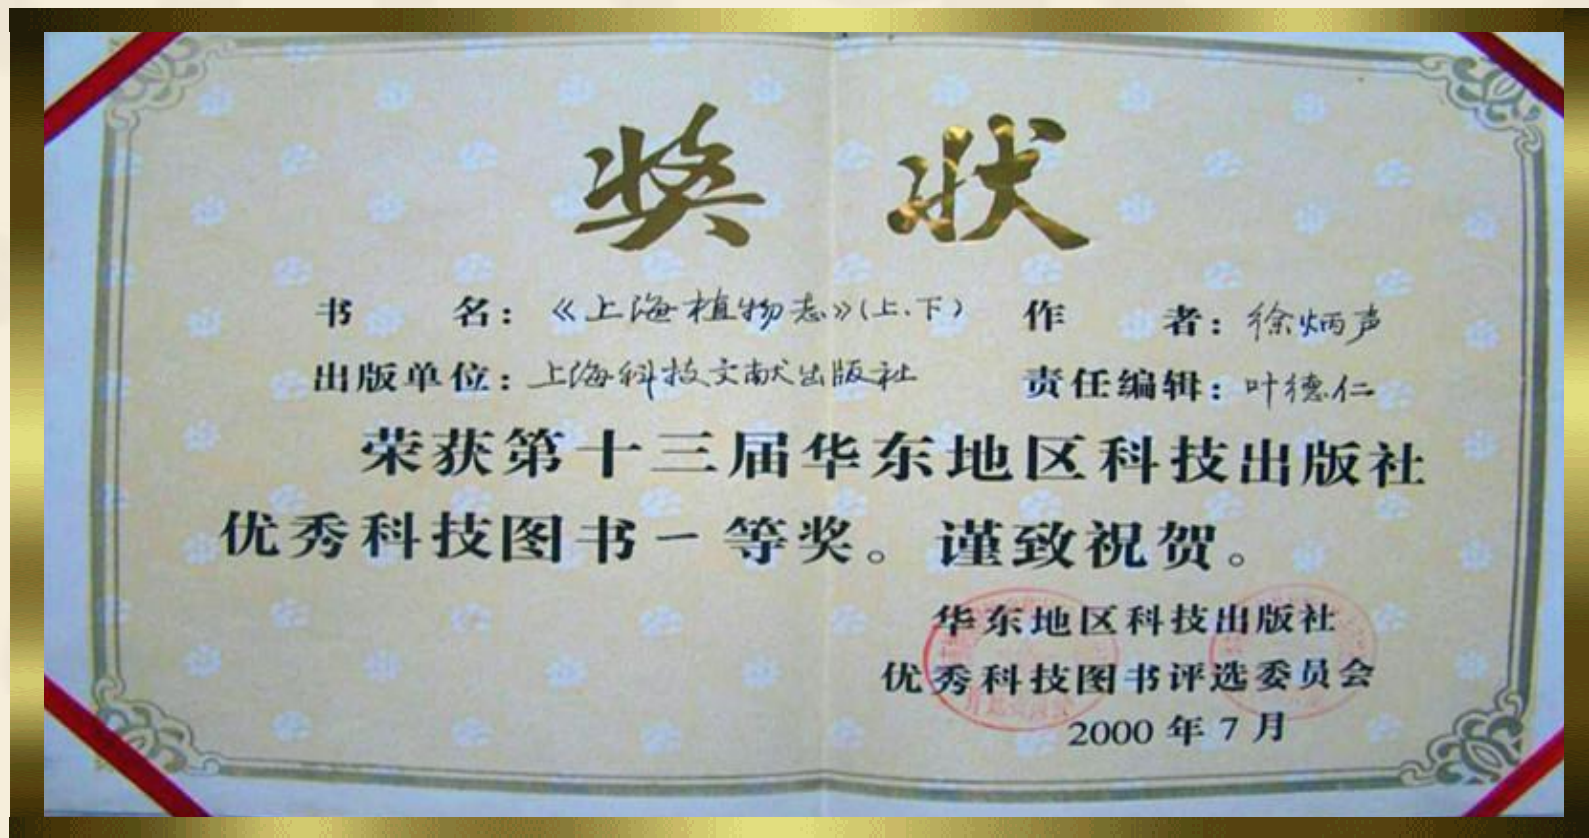 奖状
书名：《上海植物志》（上、下） 作者：徐炳声
出版单位：上海科技文献出版社 责任编辑：叶德仁
荣获第十三届华东地区科技出版社
优秀科技图书一等奖。谨致祝贺。
华东地区科技出版社
优秀科技图书评选委员会
2000年7月